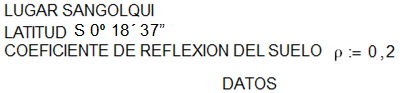 LUGAR SANGOLQUI
LATITUD S 0º 18´ 37”
COEFICIENTE DE REFLEXION DEL SUELO ρ := 0,2
DATOS